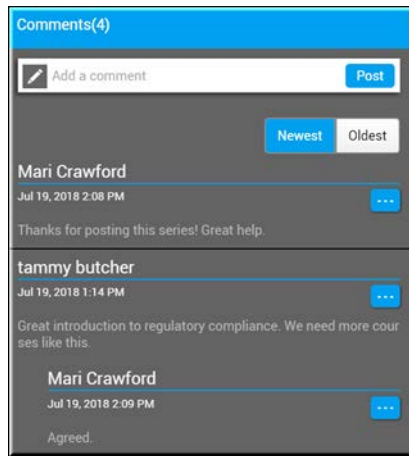 Comments(4)
Add a comment
Post
Newest
Oldest
Mari Crawford
Jul 19, 2018 2:08 PM
Thanks for posting this series! Great help.
tammy butcher
Jul 19, 2018 1:14 PM
Great introduction to regulatory compliance. We need more cour
ses like this.
Mari Crawford
Jul 19, 2018 2:09 PM
Agreed.